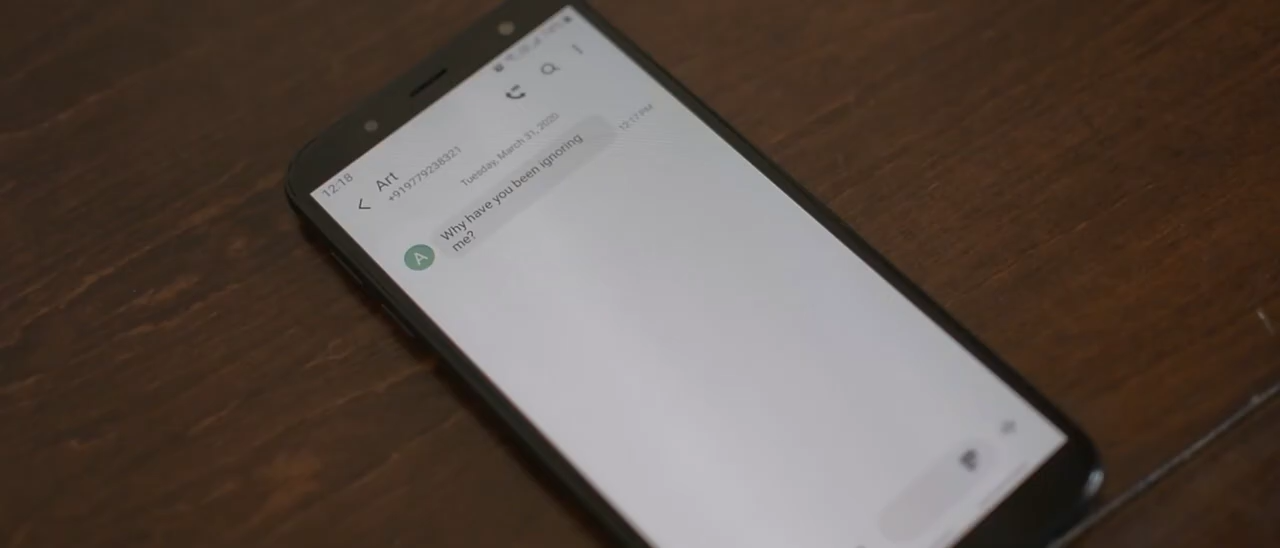 12:18
Art
+919779238321
Tuesday, March 31, 2020
Why have you been ignoring
me?
12:17 PM
A